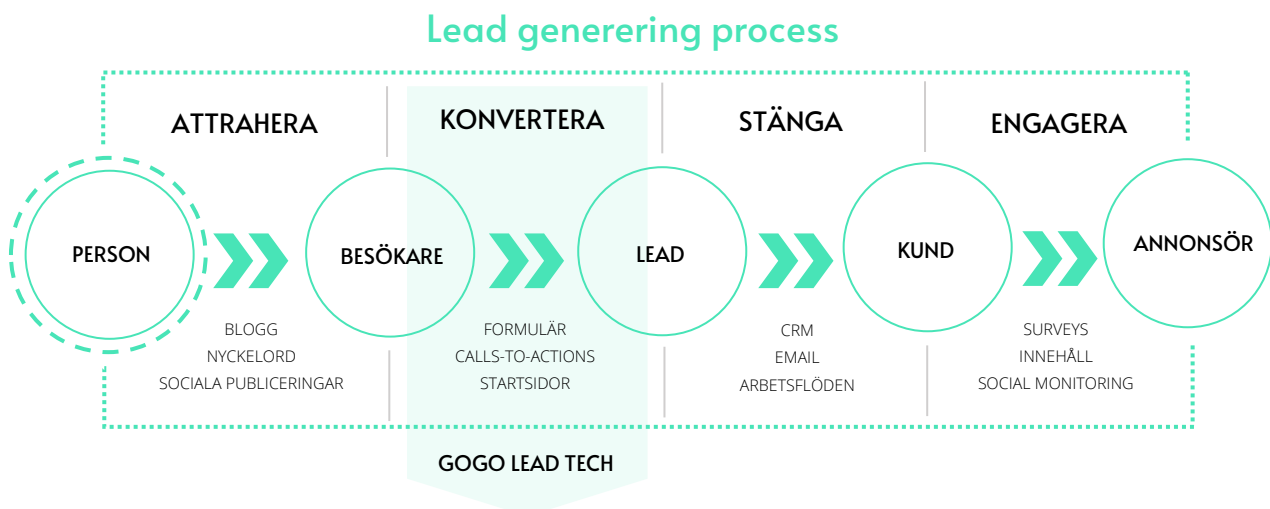 Lead generering process
ATTRAHERA
KONVERTERA
STÄNGA
ENGAGERA
PERSON
BESÖKARE
LEAD
KUND
ANNONSÖR
BLOGG
NYCKELORD
SOCIALA PUBLICERINGAR
FORMULÄR
CALLS-TO-ACTIONS
STARTSIDOR
CRM
EMAIL
ARBETSFLÖDEN
SURVEYS
INNEHÅLL
SOCIAL MONITORING
GOGO LEAD TECH